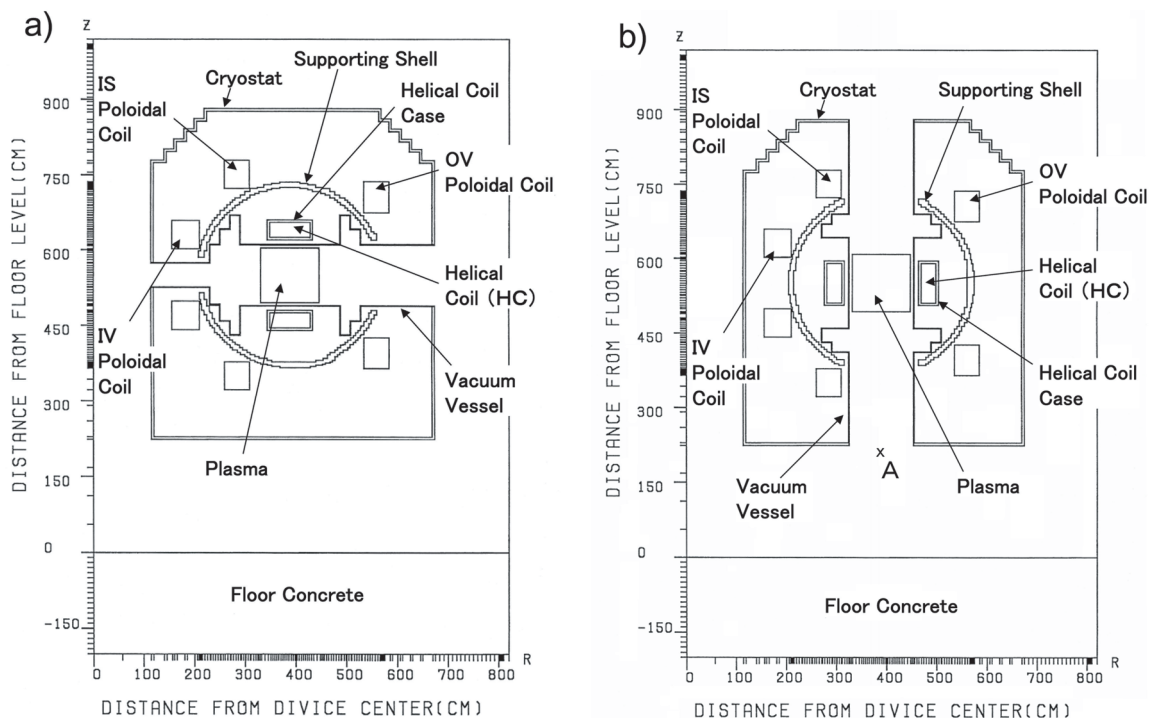 a)
Z
DISTANCE FROM FLOOR LEVEL(CM)
900
750
600
450
300
150
0
-150
IS
Poloidal
Coil
Cryostat
Supporting Shell
Helical Coil
Case
OV
Poloidal Coil
Helical
Coil (HC)
IV
Poloidal
Coil
Vacuum
Vessel
Plasma
Floor Concrete
R
0 100 200 300 400 500 600 700 800
DISTANCE FROM DIVICE CENTER(CM)
b)
Z
DISTANCE FROM FLOOR LEVEL(CM)
900
750
600
450
300
150
0
-150
IS
Poloidal
Coil
Cryostat
Supporting Shell
OV
Poloidal Coil
Helical
Coil (HC)
IV
Poloidal
Coil
Helical Coil
Case
x
A
Vacuum
Vessel
Plasma
Floor Concrete
R
0 100 200 300 400 500 600 700 800
DISTANCE FROM DIVICE CENTER(CM)